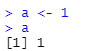 > a <- 1
> a
[1] 1